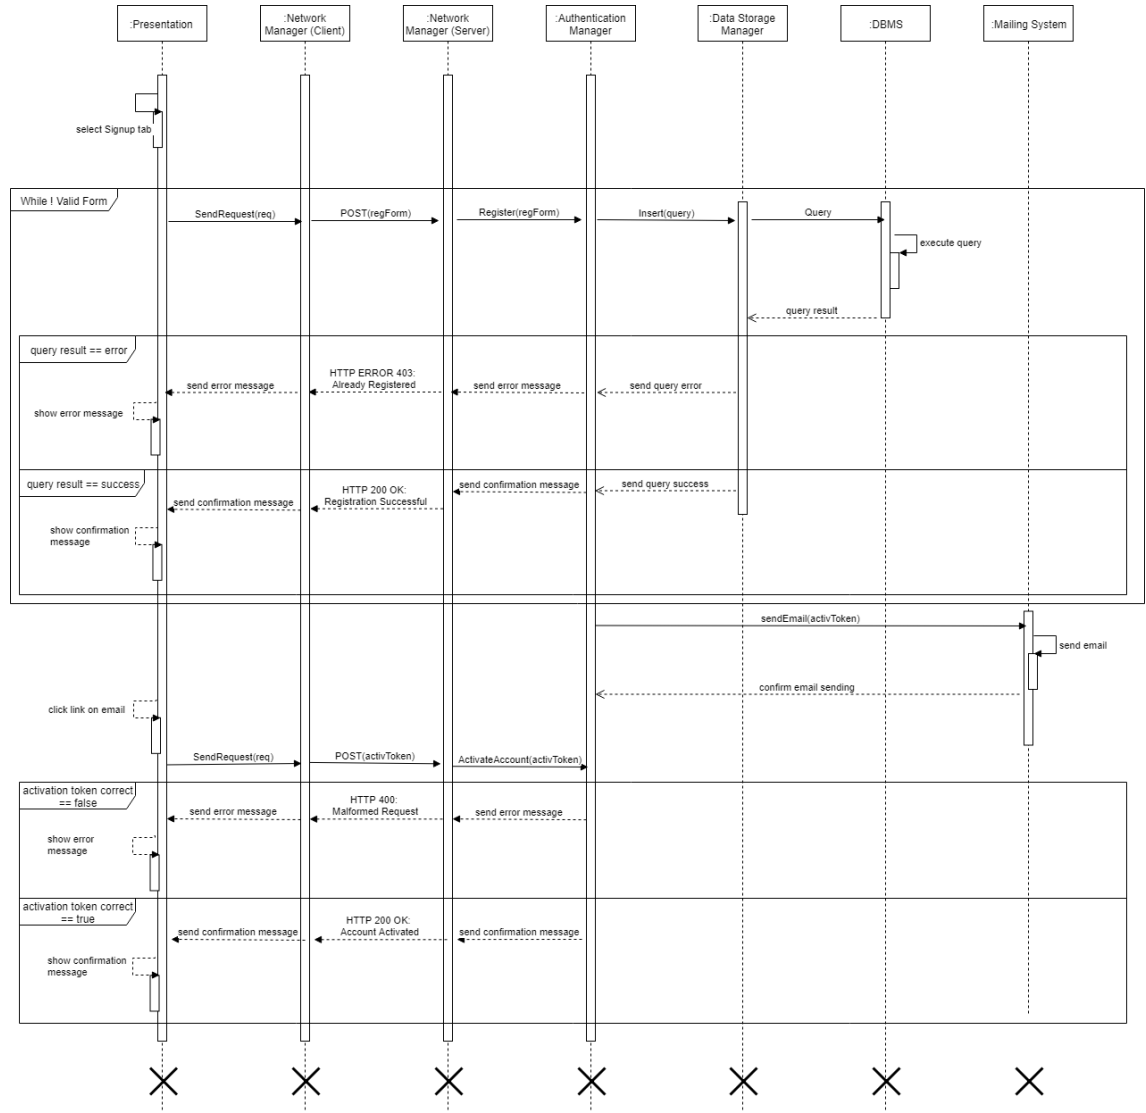 :Presentation
:Network
Manager (Client)
:Network
Manager (Server)
:Authentication
Manager
:Data Storage
Manager
:DBMS
:Mailing System
select Signup tab
While ! Valid Form
SendRequest(req)
POST(regForm)
Register(regForm)
Insert(query)
Query
execute query
query result
query result == error
send error message
HTTP ERROR 403:
Already Registered
send error message
send query error
show error message
query result == success
send confirmation message
HTTP 200 OK:
Registration Successful
send confirmation message
send query success
show confirmation
message
sendEmail(activToken)
send email
confirm email sending
click link on email
SendRequest(req)
POST(activToken)
ActivateAccount(activToken)
activation token correct
== false
send error message
HTTP 400:
Malformed Request
send error message
show error
message
activation token correct
== true
send confirmation message
HTTP 200 OK:
Account Activated
send confirmation message
show confirmation
message